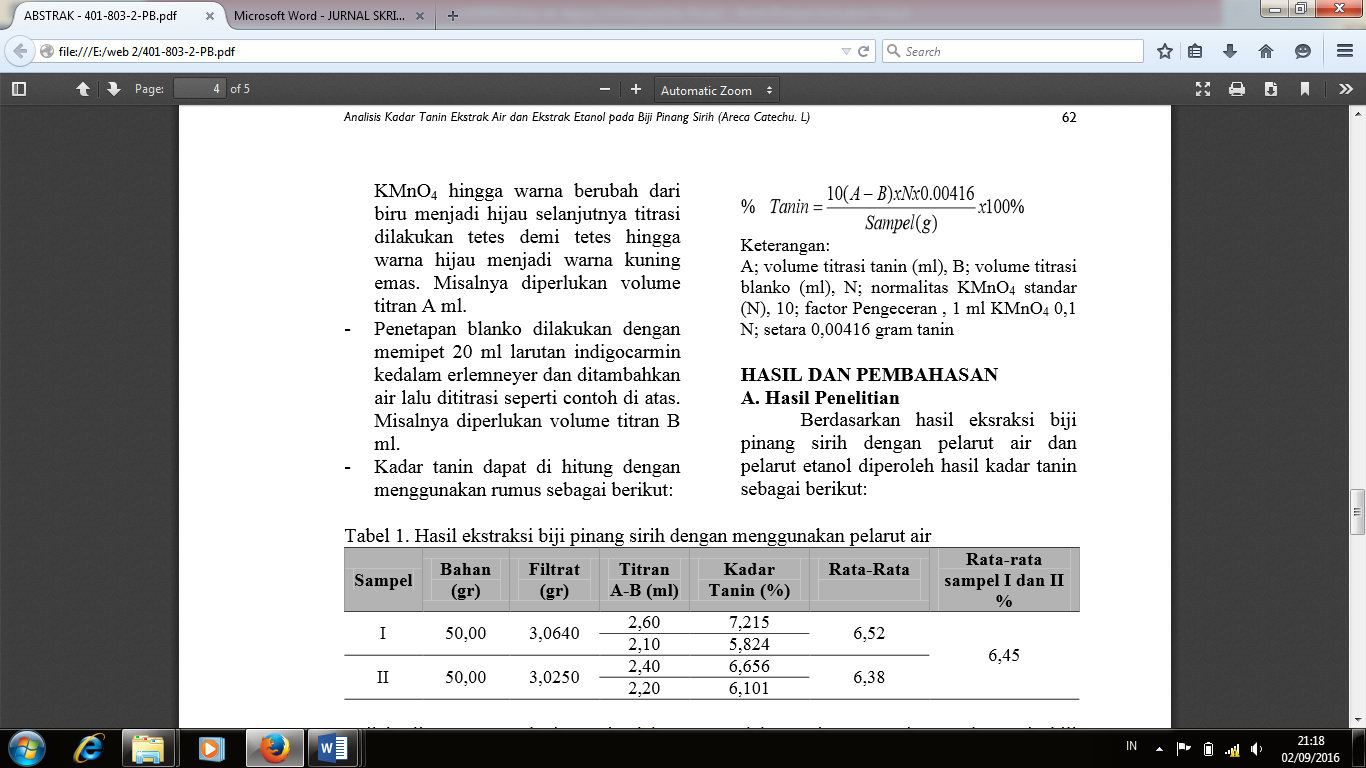 ABSTRAK - 401-803-2-PB.pdf
Microsoft Word - JURNAL SKRI...
file:///E:/web 2/401-803-2-PB.pdf
Search
Page: 4 of 5
Automatic Zoom
Analisis Kadar Tanin Ekstrak Air dan Ekstrak Etanol pada Biji Pinang Sirih (Areca Catechu. L) 62
KMnO4 hingga warna berubah dari
biru menjadi hijau selanjutnya titrasi
dilakukan tetes demi tetes hingga
warna hijau menjadi warna kuning
emas. Misalnya diperlukan volume
titran A ml.
- Penetapan blanko dilakukan dengan
memipet 20 ml larutan indigocarmin
kedalam erlemneyer dan ditambahkan
air lalu dititrasi seperti contoh di atas.
Misalnya diperlukan volume titran B
ml.
- Kadar tanin dapat di hitung dengan
menggunakan rumus sebagai berikut:
% Tanin = 10(A − B)xNx0.00416 / Sampel(g) x100%
Keterangan:
A; volume titrasi tanin (ml), B; volume titrasi
blanko (ml), N; normalitas KMnO4 standar
(N), 10; factor Pengeceran , 1 ml KMnO4 0,1
N; setara 0,00416 gram tanin
HASIL DAN PEMBAHASAN
A. Hasil Penelitian
Berdasarkan hasil eksraksi biji
pinang sirih dengan pelarut air dan
pelarut etanol diperoleh hasil kadar tanin
sebagai berikut:
Tabel 1. Hasil ekstraksi biji pinang sirih dengan menggunakan pelarut air
Sampel Bahan (gr) Filtrat (gr) Titran A-B (ml) Kadar Tanin (%) Rata-Rata Rata-rata sampel I dan II %
I 50,00 3,0640 2,60 7,215 6,52 6,45
2,10 5,824
II 50,00 3,0250 2,40 6,656 6,38
2,20 6,101
IN
21:18
02/09/2016